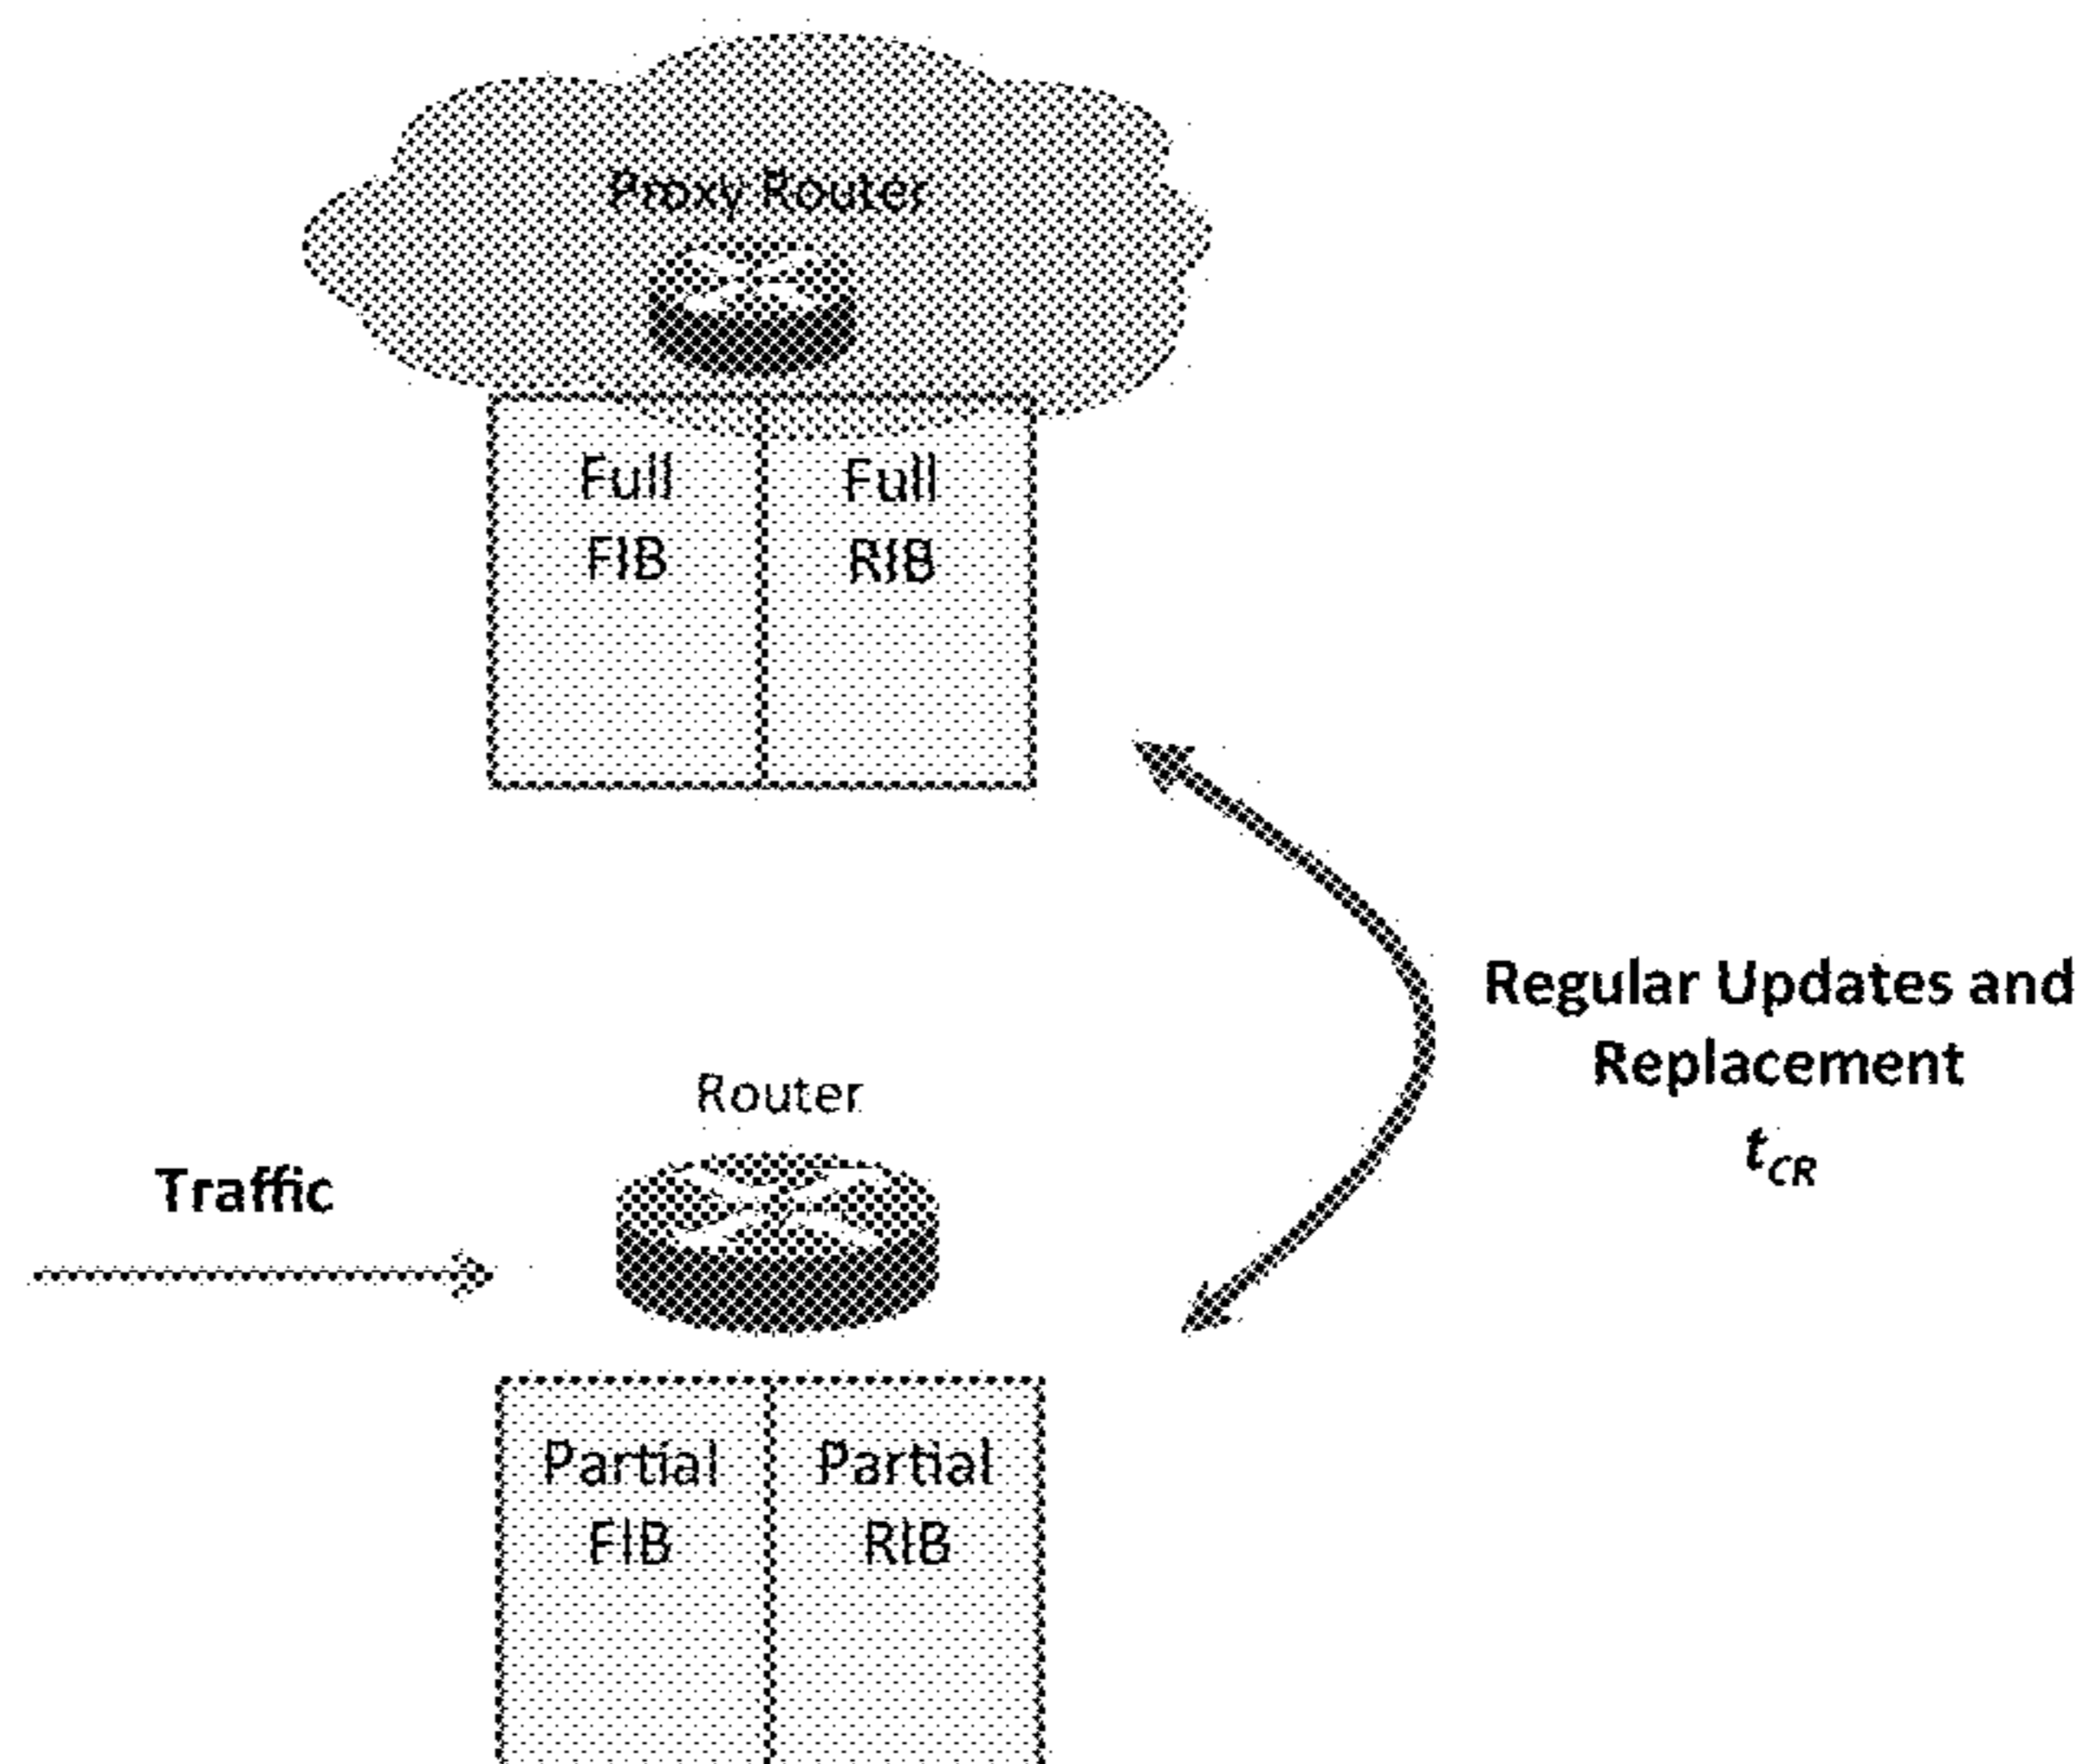 Proxy Router
Full
FIB
Full
RIB
Regular Updates and
Replacement
tCR
Router
Traffic
Partial
FIB
Partial
RIB